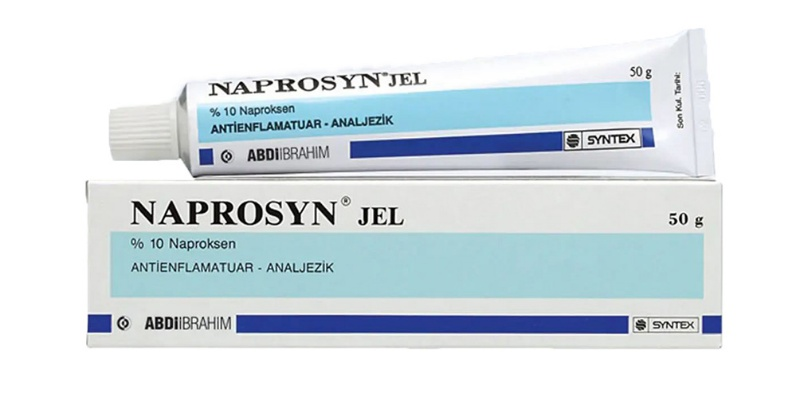 NAPROSYN® JEL
50 g
% 10 Naproksen
ANTİENFLAMATUAR - ANALJEZİK
ABDİİBRAHİM
SYNTEX
Son Kul. Tarihi:
NAPROSYN® JEL
50 g
% 10 Naproksen
ANTİENFLAMATUAR - ANALJEZİK
ABDİİBRAHİM
SYNTEX